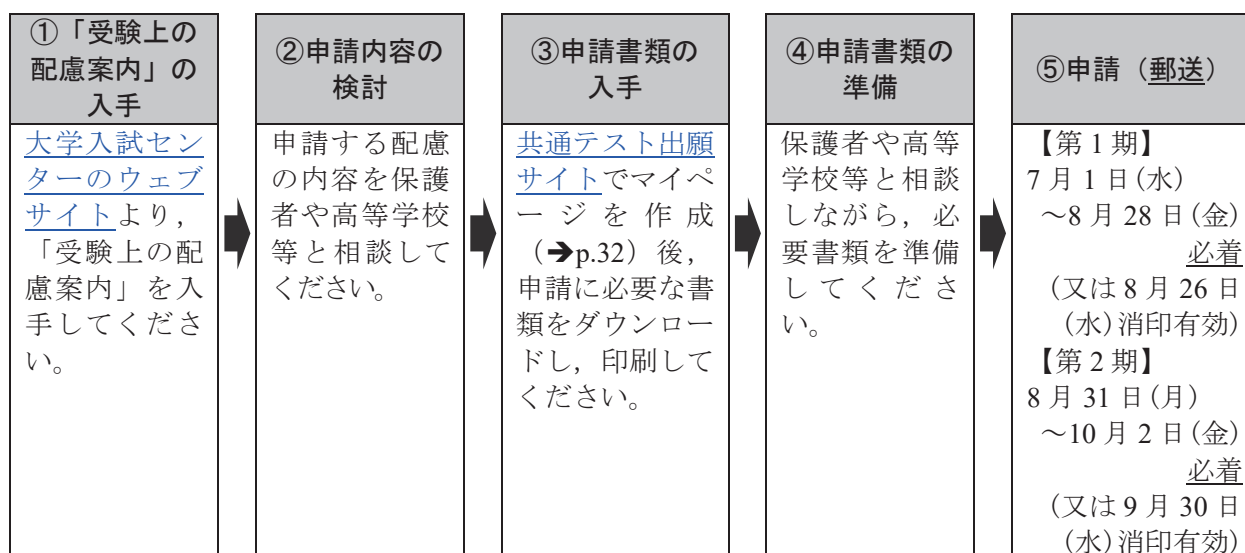 ①「受験上の
配慮案内」の
入手
大学入試セン
ターのウェブ
サイトより，
「受験上の配
慮案内」を入
手してくださ
い。
②申請内容の
検討
申請する配慮
の内容を保護
者や高等学校
等と相談して
ください。
③申請書類の
入手
共通テスト出願
サイトでマイペ
ージを作成
（➔p.32）後，
申請に必要な書
類をダウンロー
ドし，印刷して
ください。
④申請書類の
準備
保護者や高等
学校等と相談
しながら，必
要書類を準備
してくださ
い。
⑤申請（郵送）
【第1期】
7月1日(水)
～8月28日(金)
必着
(又は8月26日
(水)消印有効)
【第2期】
8月31日(月)
～10月2日(金)
必着
(又は9月30日
(水)消印有効)